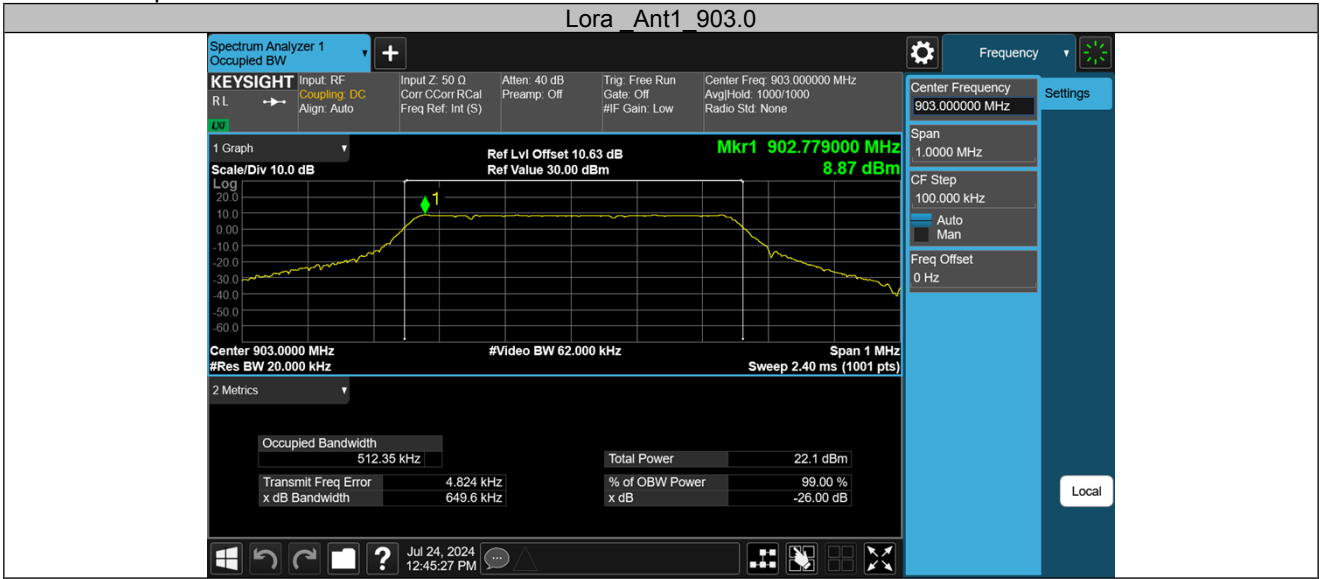 Lora _Ant1_903.0
Spectrum Analyzer 1
Occupied BW
Frequency
KEYSIGHT
R L
LXI
Input: RF
Coupling: DC
Align: Auto
Input Z: 50 Ω
Corr CCorr RCal
Freq Ref: Int (S)
Atten: 40 dB
Preamp: Off
Trig: Free Run
Gate: Off
#IF Gain: Low
Center Freq: 903.000000 MHz
Avg|Hold: 1000/1000
Radio Std: None
Center Frequency
903.000000 MHz
Settings
Span
1.0000 MHz
CF Step
100.000 kHz
Auto
Man
Freq Offset
0 Hz
Local
1 Graph
Scale/Div 10.0 dB
Ref Lvl Offset 10.63 dB
Ref Value 30.00 dBm
Mkr1 902.779000 MHz
8.87 dBm
Log
1
20.0
10.0
0.00
-10.0
-20.0
-30.0
-40.0
-50.0
-60.0
Center 903.0000 MHz
#Video BW 62.000 kHz
Span 1 MHz
#Res BW 20.000 kHz
Sweep 2.40 ms (1001 pts)
2 Metrics
Occupied Bandwidth
512.35 kHz
Total Power 22.1 dBm
Transmit Freq Error 4.824 kHz
% of OBW Power 99.00 %
x dB Bandwidth 649.6 kHz
x dB -26.00 dB
?
Jul 24, 2024
12:45:27 PM